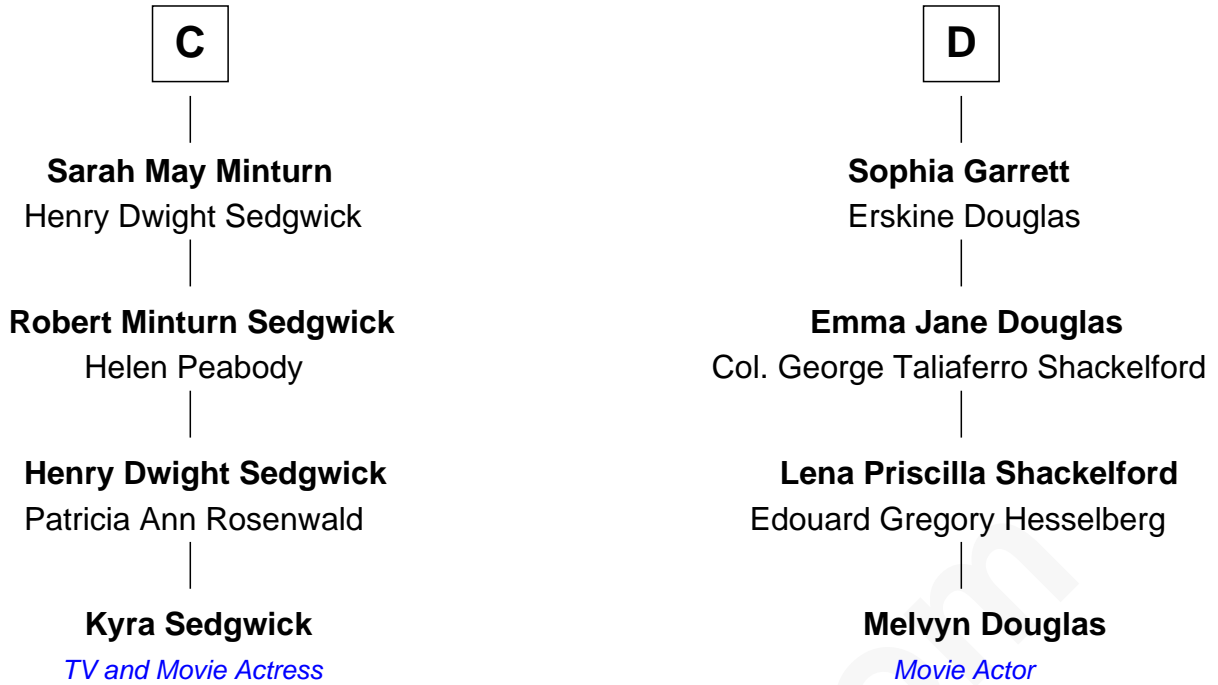 C
Sarah May Minturn
Henry Dwight Sedgwick
Robert Minturn Sedgwick
Helen Peabody
Henry Dwight Sedgwick
Patricia Ann Rosenwald
Kyra Sedgwick
TV and Movie Actress
D
Sophia Garrett
Erskine Douglas
Emma Jane Douglas
Col. George Taliaferro Shackelford
Lena Priscilla Shackelford
Edouard Gregory Hesselberg
Melvyn Douglas
Movie Actor
om